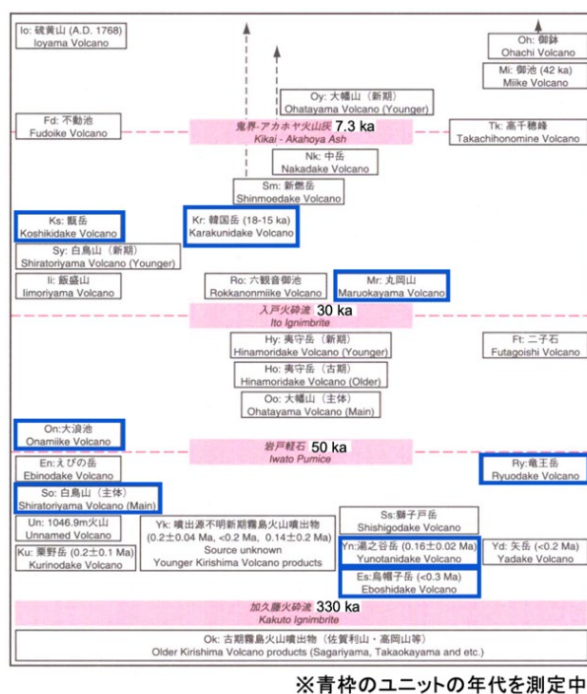 Io: 硫黄山 (A.D. 1768)
Ioyama Volcano
Oh: 御鉢
Ohachi Volcano
Mi: 御池 (42 ka)
Miike Volcano
Oy: 大幡山（新期）
Ohatayama Volcano (Younger)
Fd: 不動池
Fudoike Volcano
鬼界-アカホヤ火山灰 7.3 ka
Kikai - Akahoya Ash
Tk: 高千穂峰
Takachihonomine Volcano
Nk: 中岳
Nakadake Volcano
Sm: 新燃岳
Shinmoedake Volcano
Ks: 甑岳
Koshikidake Volcano
Kr: 韓国岳 (18-15 ka)
Karakunidake Volcano
Sy: 白鳥山（新期）
Shiratoriyama Volcano (Younger)
Ii: 飯盛山
Iimoriyama Volcano
Ro: 六観音御池
Rokkanonmiike Volcano
Mr: 丸岡山
Maruokayama Volcano
入戸火砕流 30 ka
Ito Ignimbrite
Hy: 夷守岳（新期）
Hinamoridake Volcano (Younger)
Ft: 二子石
Futagoishi Volcano
Ho: 夷守岳（古期）
Hinamoridake Volcano (Older)
Oo: 大幡山（主体）
Ohatayama Volcano (Main)
On:大浪池
Onamiike Volcano
岩戸軽石 50 ka
Iwato Pumice
En:えびの岳
Ebinodake Volcano
Ry:竜王岳
Ryuodake Volcano
So: 白鳥山（主体）
Shiratoriyama Volcano (Main)
Ss:獅子戸岳
Shishigodake Volcano
Un: 1046.9m火山
Unnamed Volcano
Yk: 噴出源不明新期霧島火山噴出物
(0.2±0.04 Ma, <0.2 Ma, 0.14±0.2 Ma)
Source unknown
Younger Kirishima Volcano products
Yn:湯之谷岳 (0.16±0.02 Ma)
Yunotanidake Volcano
Yd: 矢岳 (<0.2 Ma)
Yadake Volcano
Ku: 栗野岳 (0.2±0.1 Ma)
Kurinodake Volcano
Es:烏帽子岳 (<0.3 Ma)
Eboshidake Volcano
加久藤火砕流 330 ka
Kakuto Ignimbrite
Ok: 古期霧島火山噴出物（佐賀利山・高岡山等）
Older Kirishima Volcano products (Sagariyama, Takaokayama and etc.)
※青枠のユニットの年代を測定中